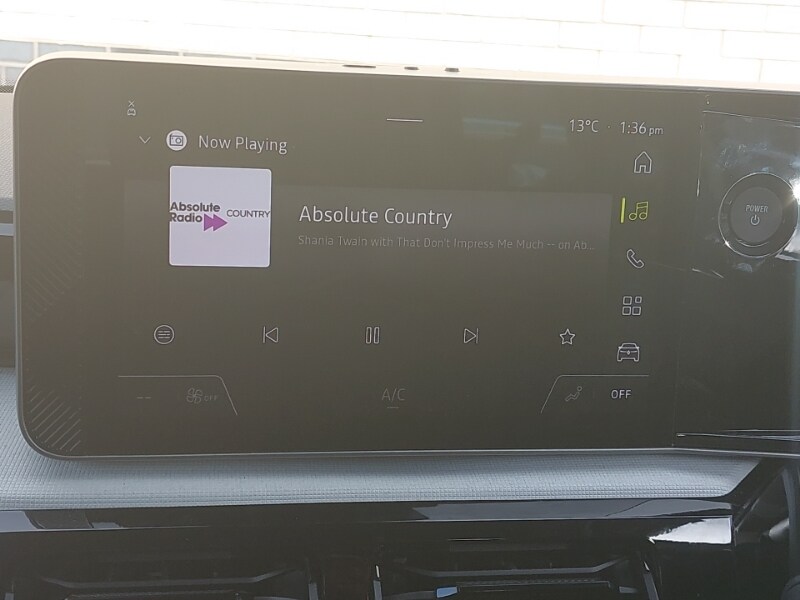 13°C · 1:36 pm
Now Playing
Absolute
Radio COUNTRY
Absolute Country
Shania Twain with That Don't Impress Me Much -- on Ab...
POWER
-- OFF
A/C
OFF